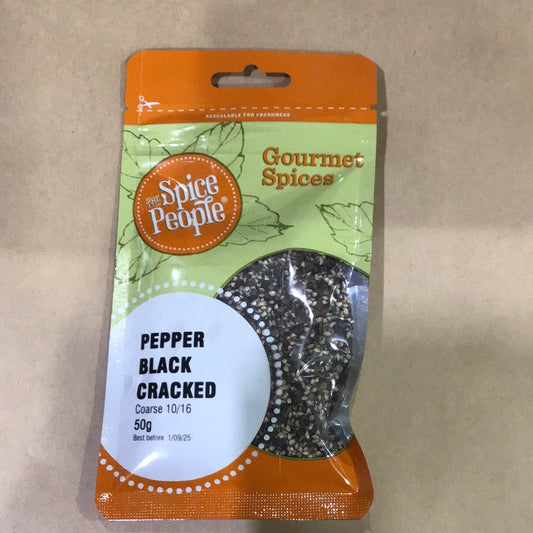 RESEALABLE FOR FRESHNESS
Gourmet
Spices
THE
Spice
People®
PEPPER
BLACK
CRACKED
Coarse 10/16
50g
Best before 1/09/25